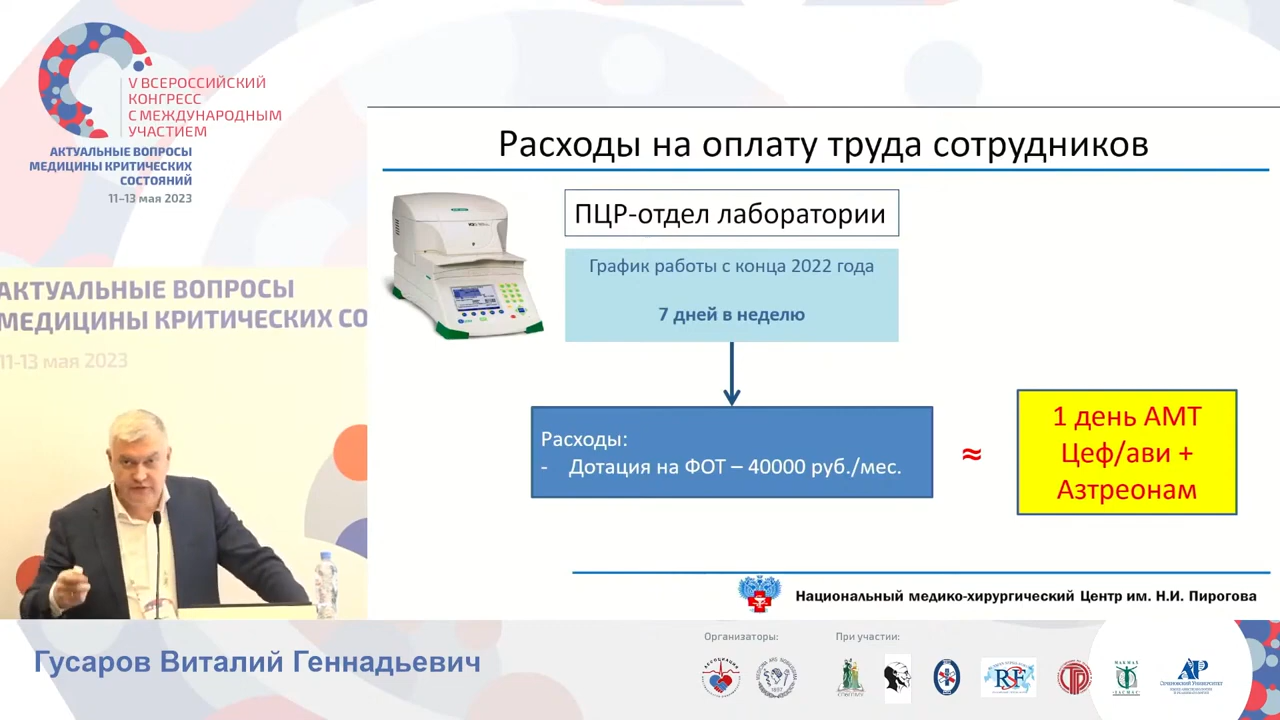 V ВСЕРОССИЙСКИЙ
КОНГРЕСС
С МЕЖДУНАРОДНЫМ
УЧАСТИЕМ
АКТУАЛЬНЫЕ ВОПРОСЫ
МЕДИЦИНЫ КРИТИЧЕСКИХ
СОСТОЯНИЙ
11–13 мая 2023
АКТУАЛЬНЫЕ ВОПРОСЫ
МЕДИЦИНЫ КРИТИЧЕСКИХ СО
11-13 мая 2023
Расходы на оплату труда сотрудников
ПЦР-отдел лаборатории
График работы с конца 2022 года
7 дней в неделю
Расходы:
- Дотация на ФОТ – 40000 руб./мес.
≈
1 день АМТ
Цеф/ави +
Азтреонам
Национальный медико-хирургический Центр им. Н.И. Пирогова
Гусаров Виталий Геннадьевич
Организаторы:
При участии: